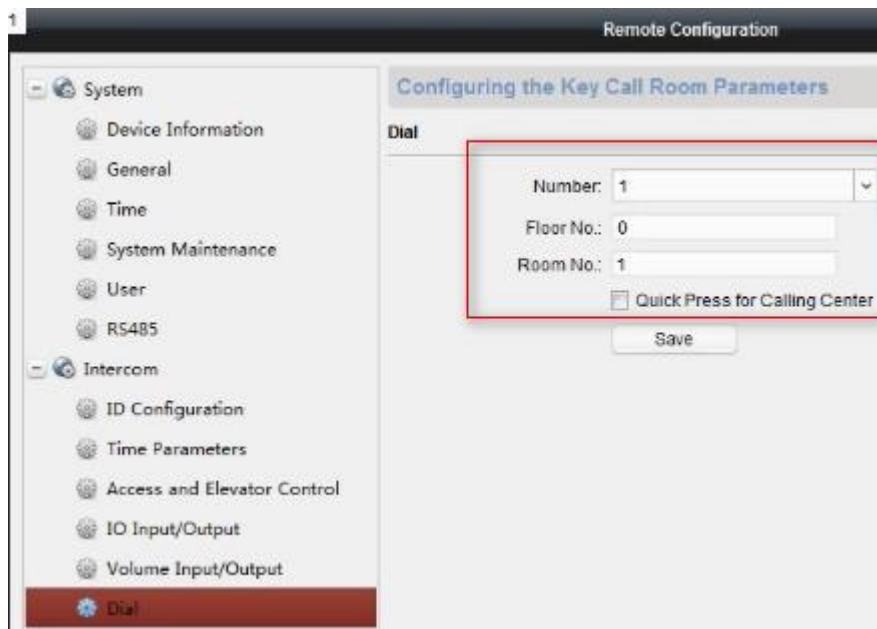 1
Remote Configuration
System
Device Information
General
Time
System Maintenance
User
RS485
Intercom
ID Configuration
Time Parameters
Access and Elevator Control
IO Input/Output
Volume Input/Output
Dial
Configuring the Key Call Room Parameters
Dial
Number: 1
Floor No.: 0
Room No.: 1
Quick Press for Calling Center
Save